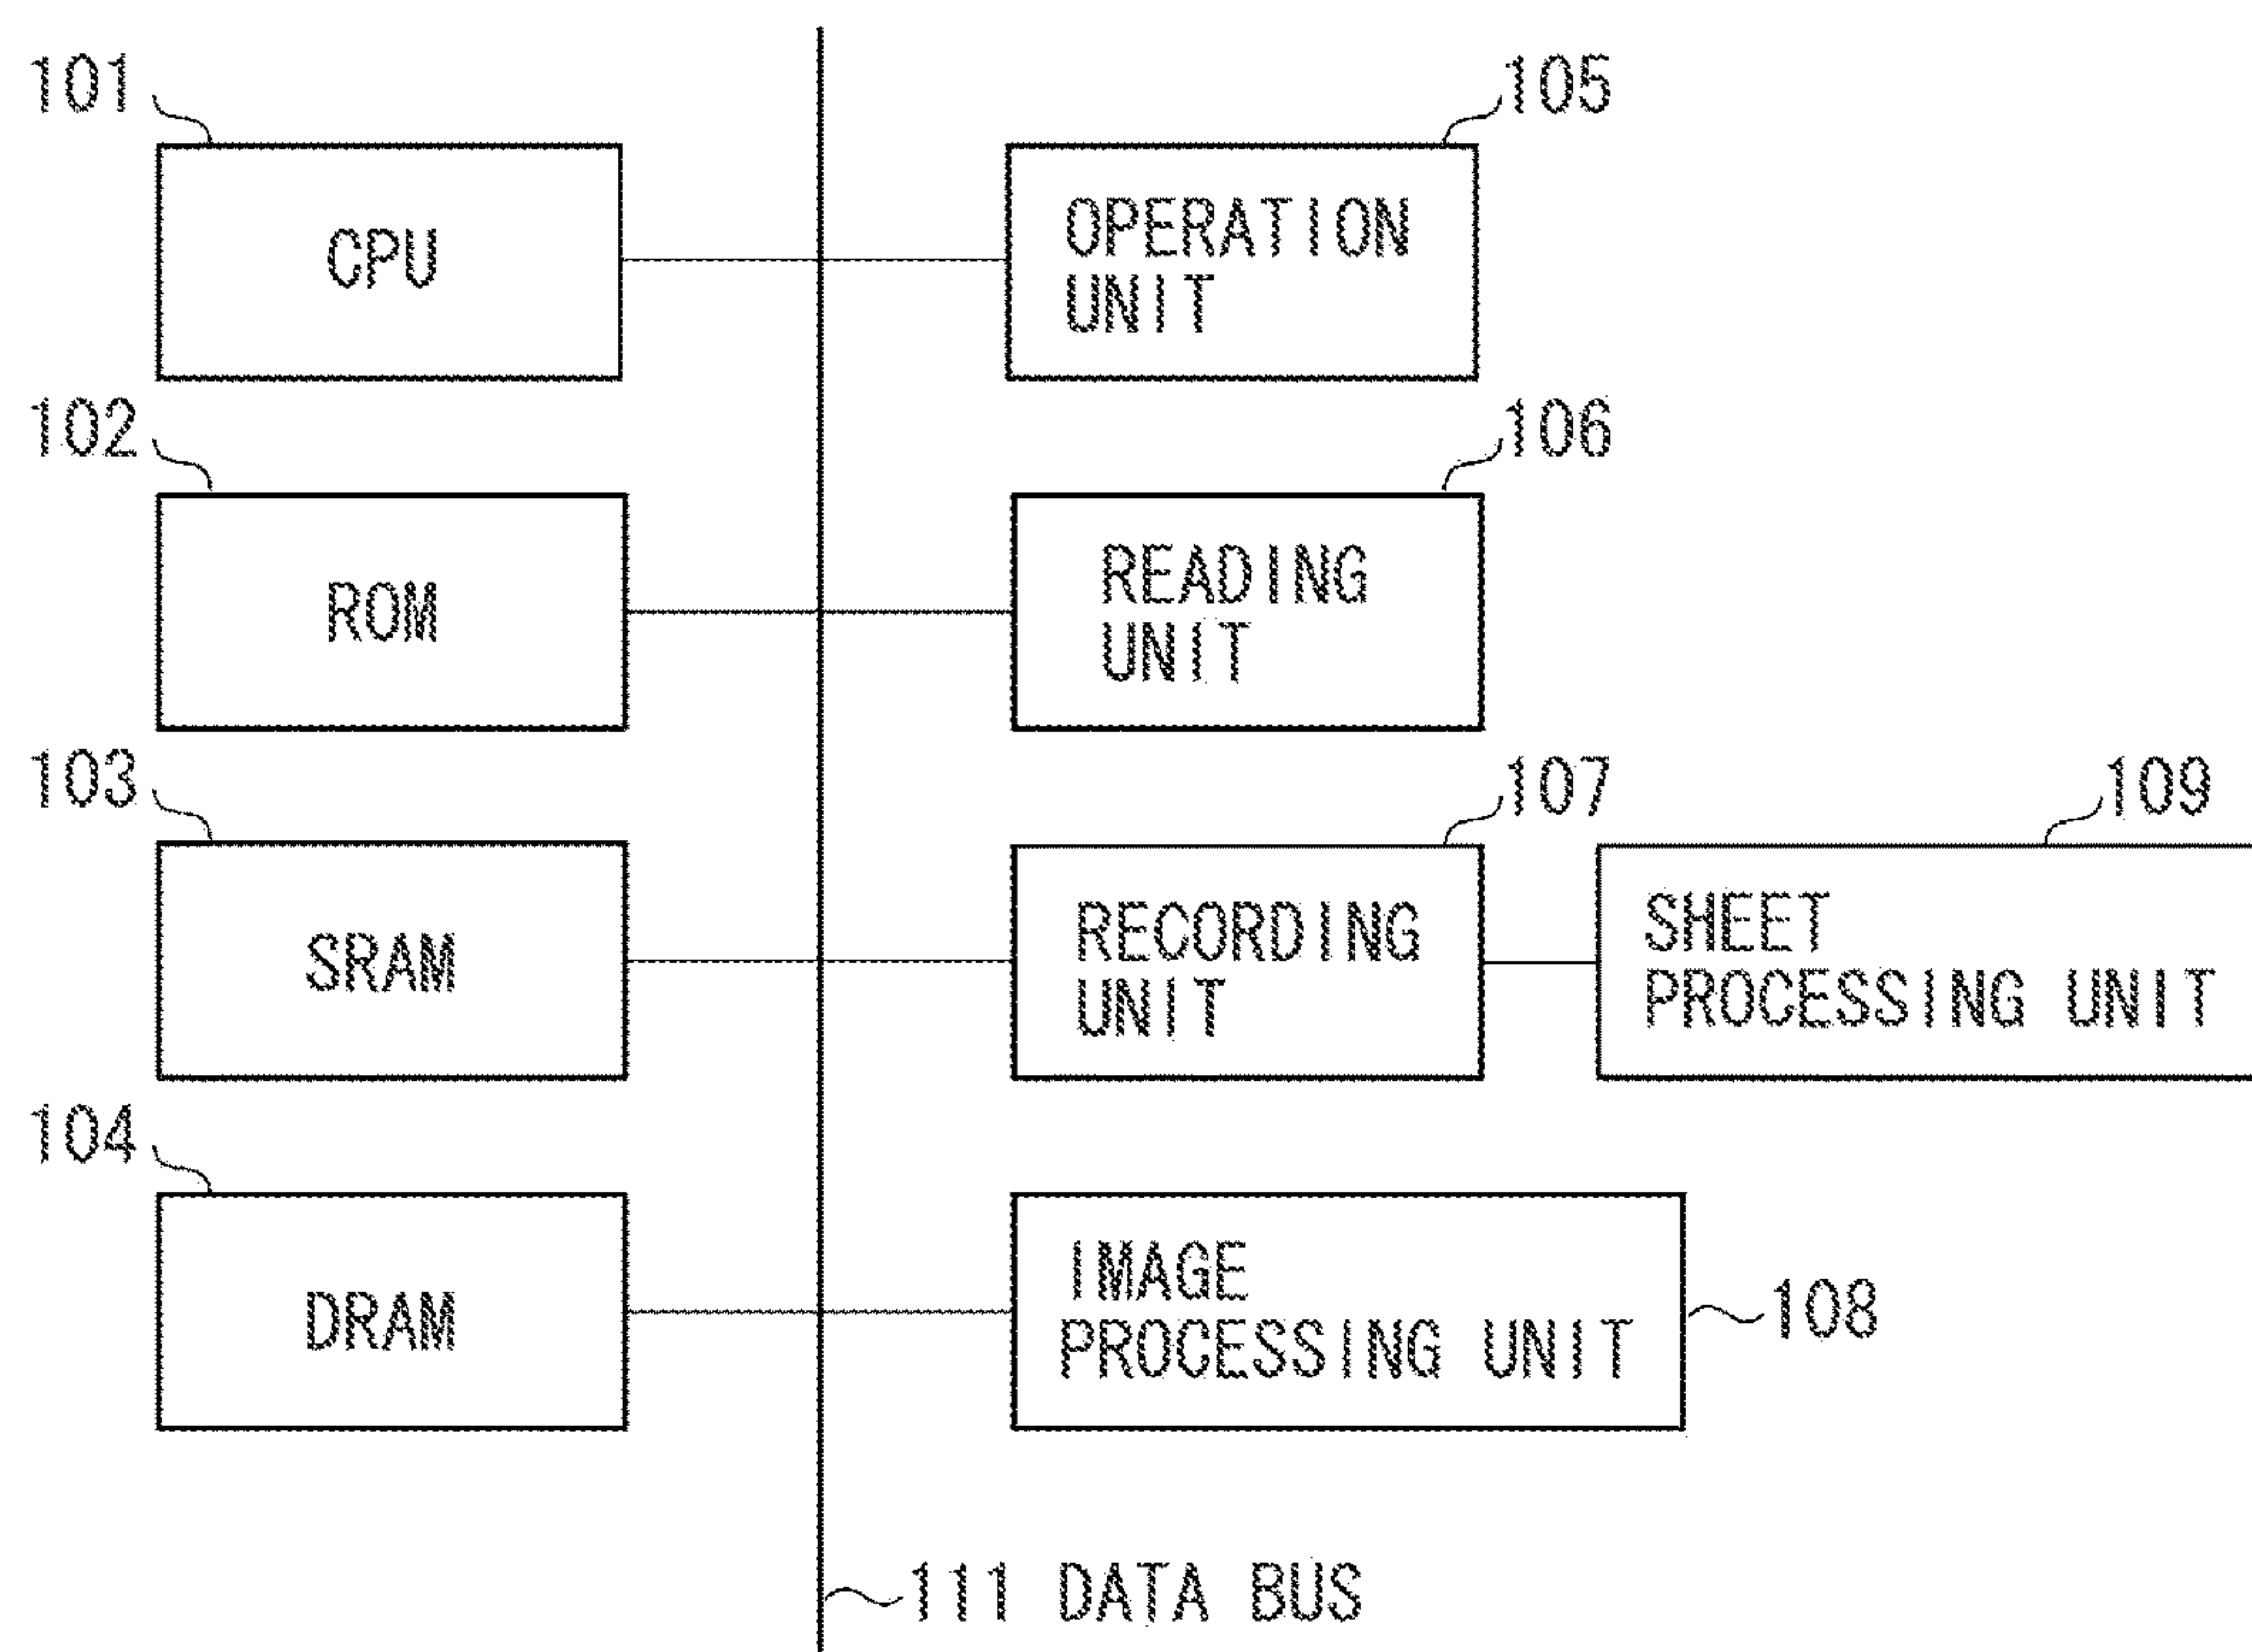 101
CPU
105
OPERATION
UNIT
102
ROM
106
READING
UNIT
103
SRAM
107
RECORDING
UNIT
109
SHEET
PROCESSING UNIT
104
DRAM
IMAGE
PROCESSING UNIT
108
111 DATA BUS